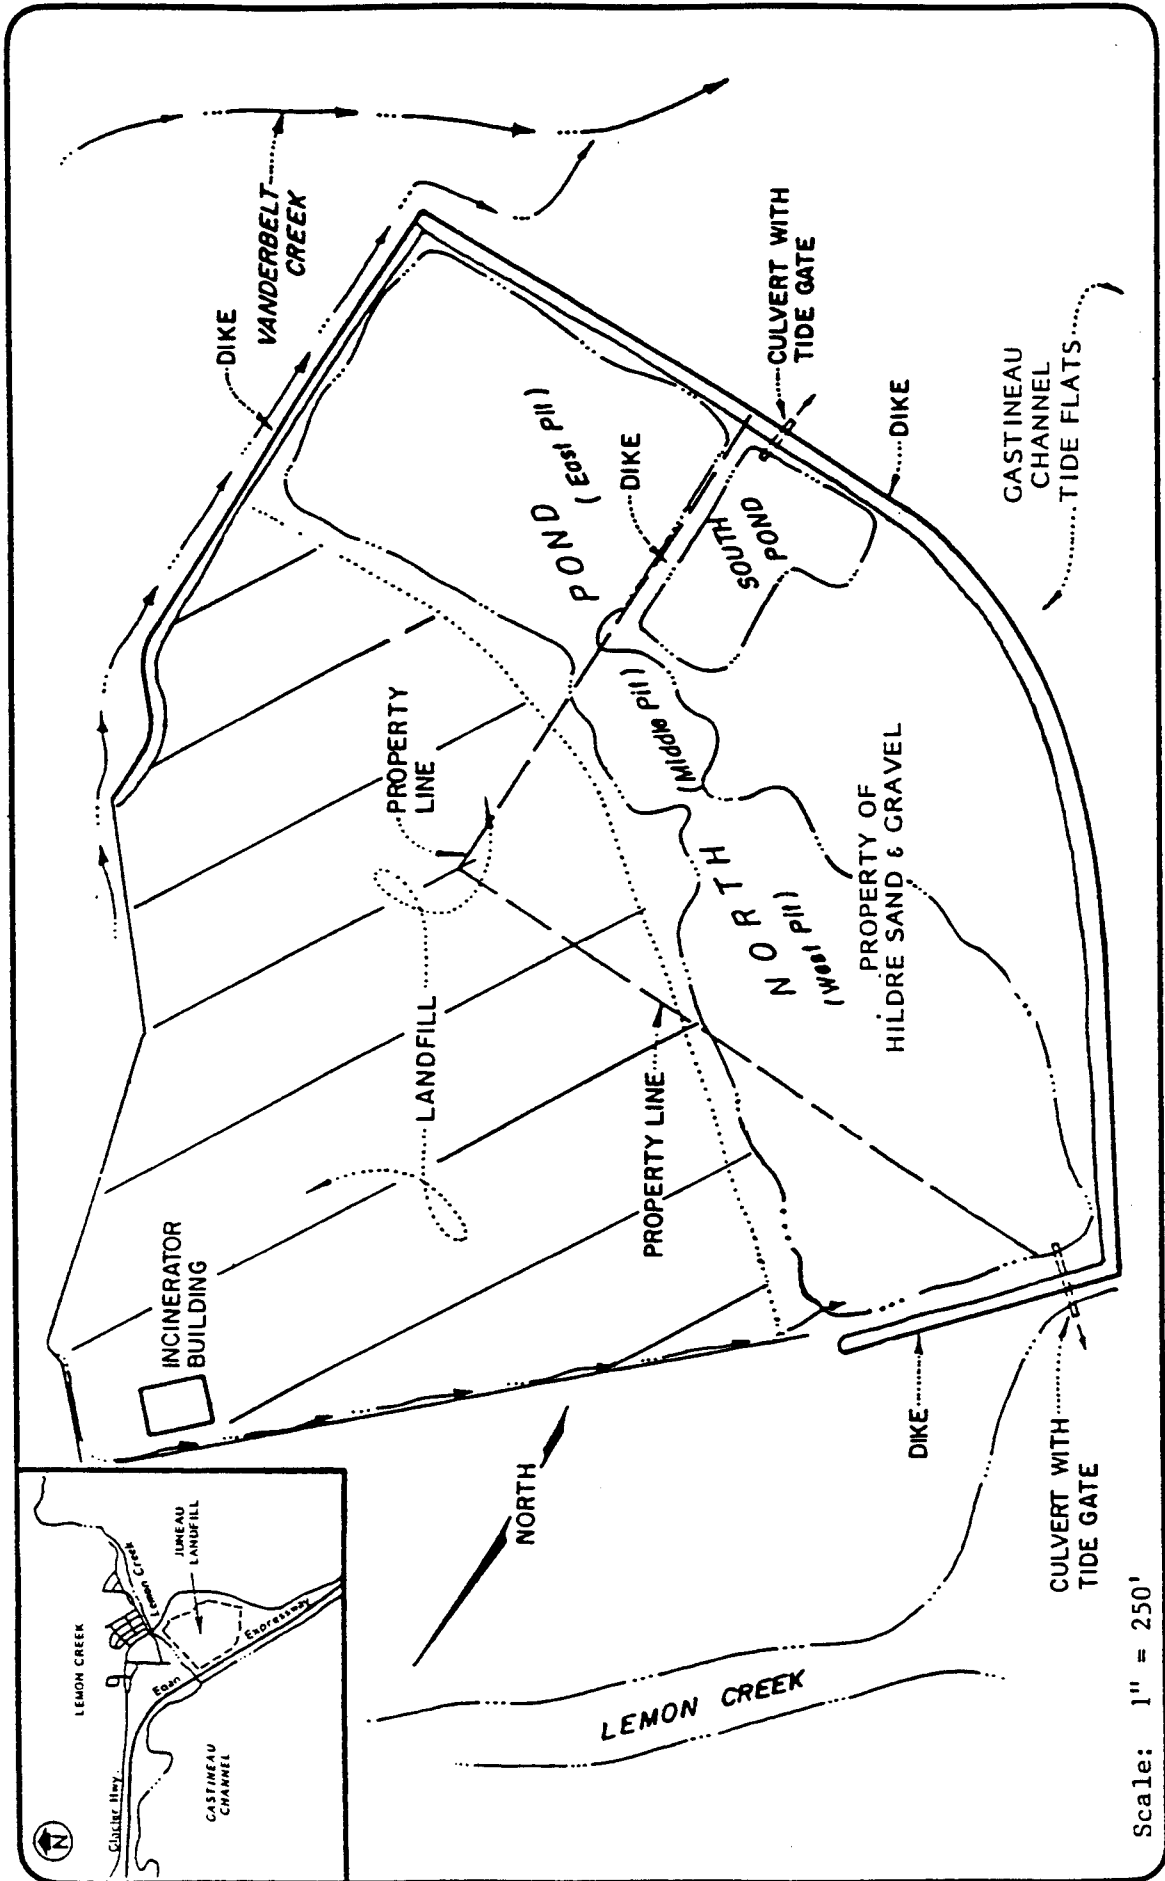 VANDERBELT
CREEK
DIKE
CULVERT WITH
TIDE GATE
DIKE
GASTINEAU
CHANNEL
TIDE FLATS
POND
(East Pit)
DIKE
SOUTH
POND
(Middle Pit)
PROPERTY
LINE
NORTH
(West Pit)
PROPERTY OF
HILDRE SAND & GRAVEL
LANDFILL
PROPERTY LINE
INCINERATOR
BUILDING
DIKE
CULVERT WITH
TIDE GATE
NORTH
LEMON CREEK
LEMON CREEK
Lemon Creek
JUNEAU
LANDFILL
Egan Expressway
Glacier Hwy.
GASTINEAU
CHANNEL
N
Scale: 1" = 250'